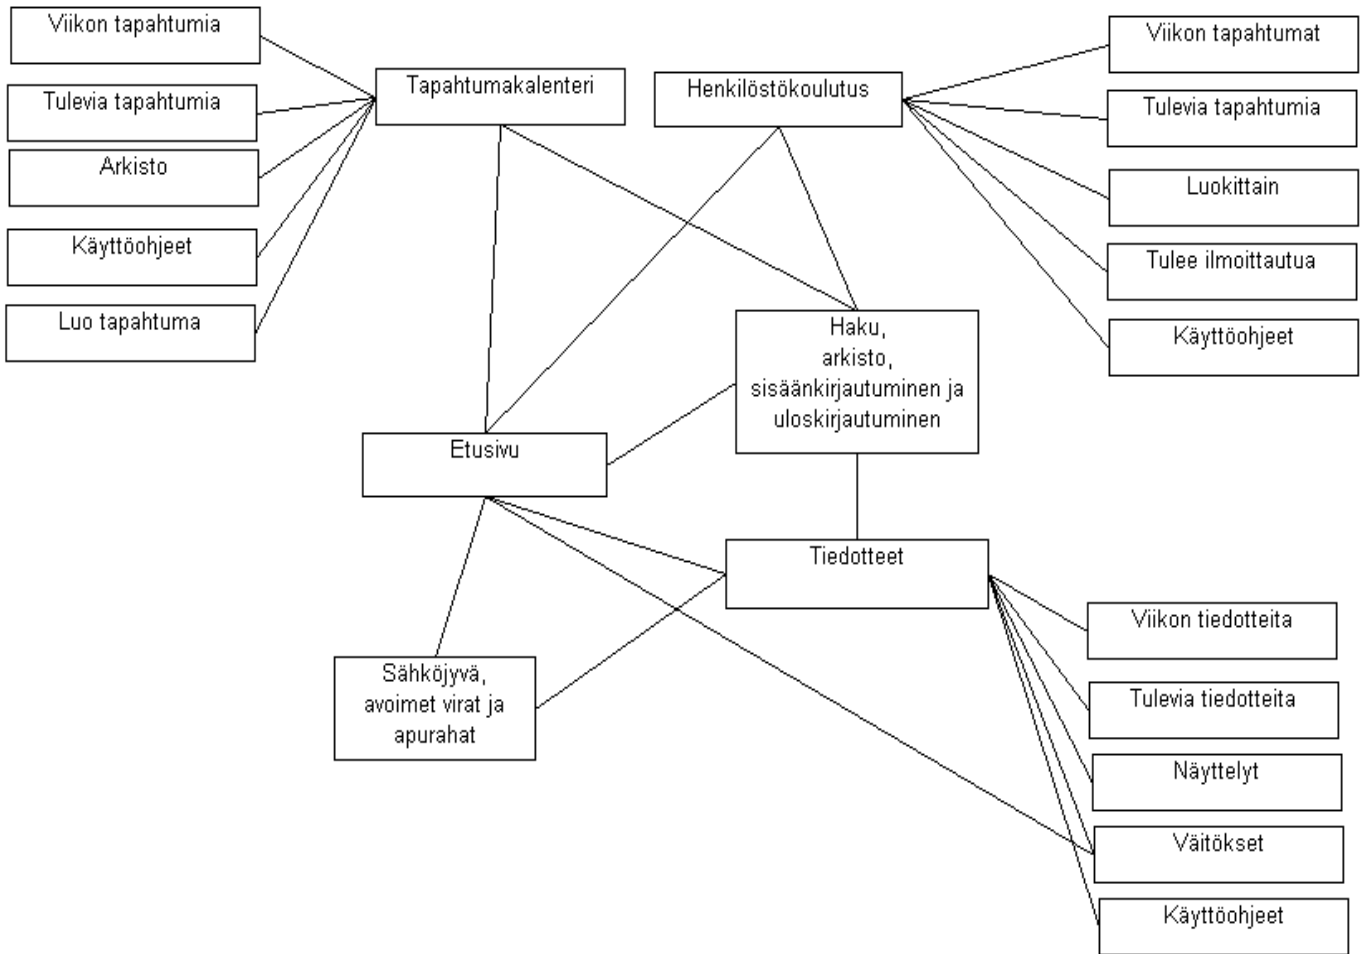 Viikon tapahtumia
Tulevia tapahtumia
Arkisto
Käyttöohjeet
Luo tapahtuma
Tapahtumakalenteri
Henkilöstökoulutus
Viikon tapahtumat
Tulevia tapahtumia
Luokittain
Tulee ilmoittautua
Käyttöohjeet
Haku,
arkisto,
sisäänkirjautuminen ja
uloskirjautuminen
Etusivu
Tiedotteet
Sähköjyvä,
avoimet virat ja
apurahat
Viikon tiedotteita
Tulevia tiedotteita
Näyttelyt
Väitökset
Käyttöohjeet